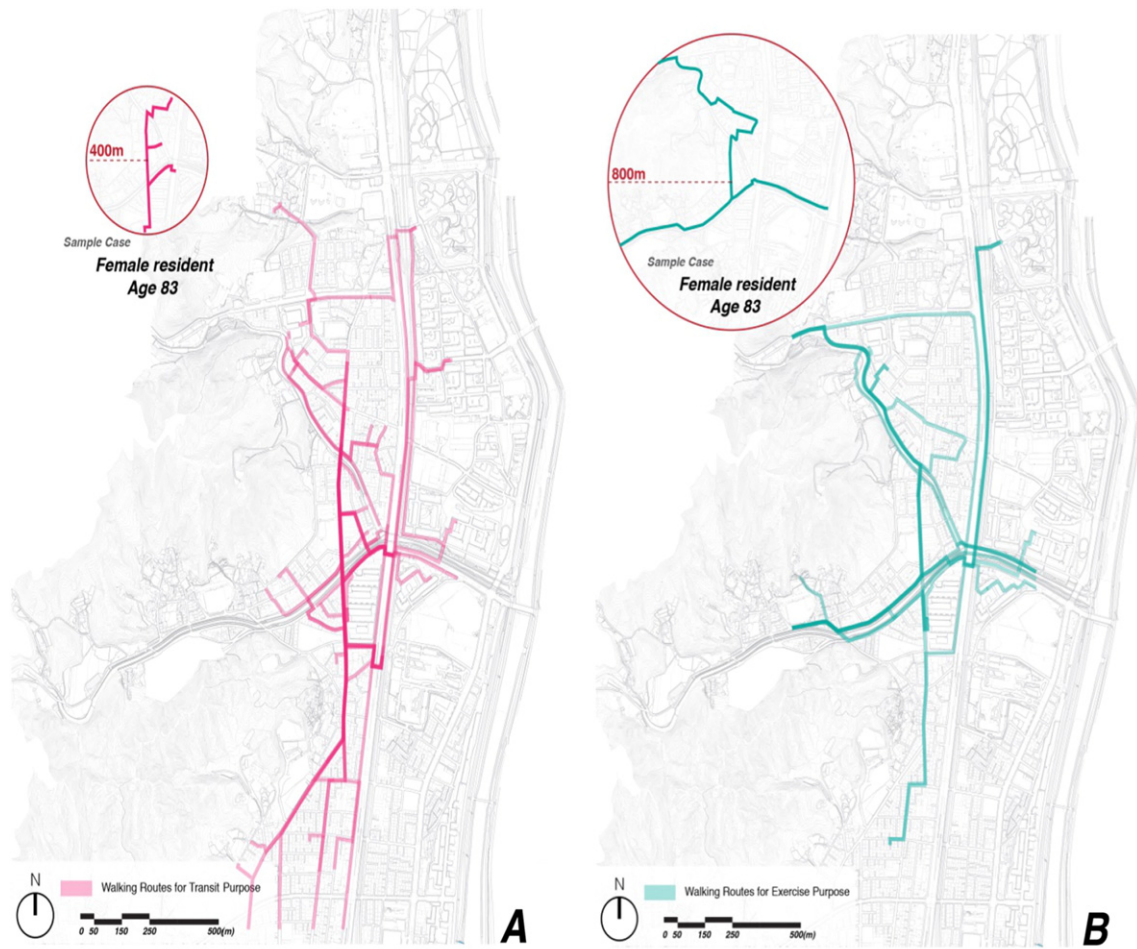 400m
Sample Case
Female resident
Age 83
N
Walking Routes for Transit Purpose
0 50 150 250 500(m)
A
800m
Sample Case
Female resident
Age 83
N
Walking Routes for Exercise Purpose
0 50 150 250 500(m)
B